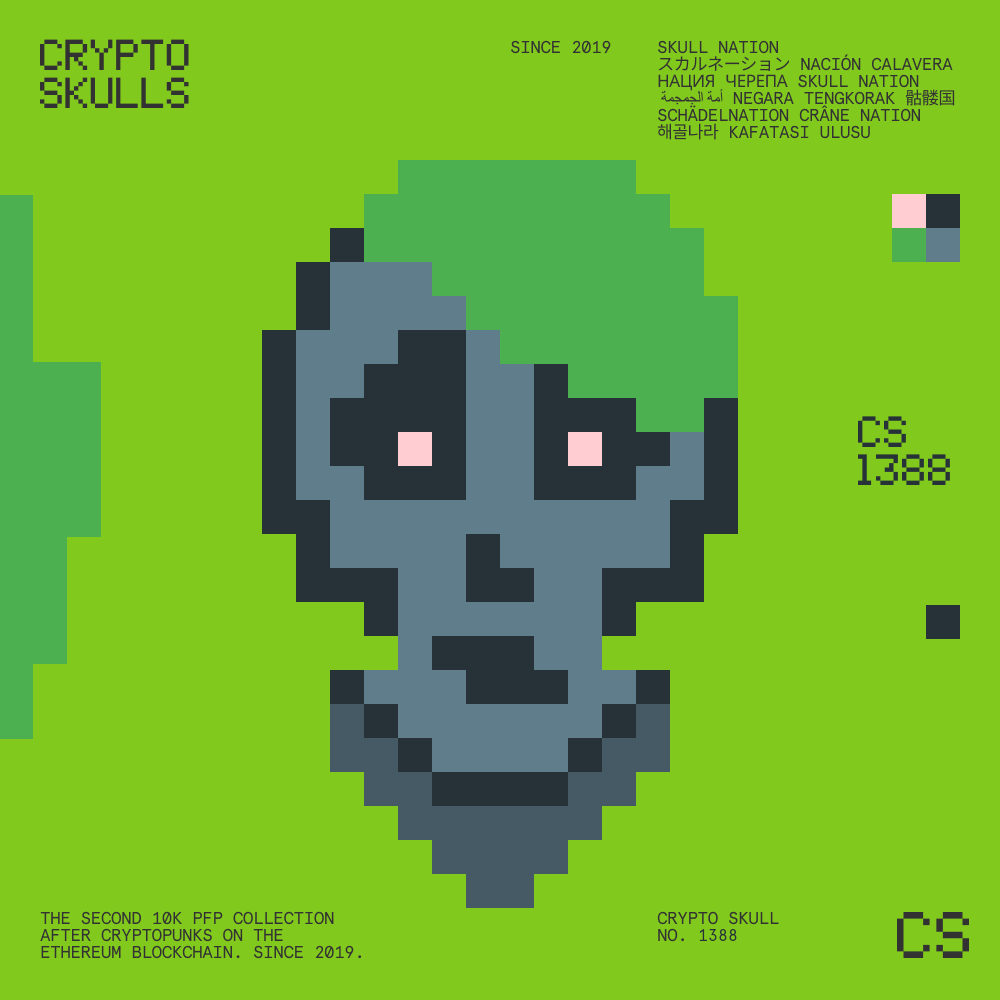 CRYPTO
SKULLS
SINCE 2019
SKULL NATION
スカルネーション NACIÓN CALAVERA
НАЦИЯ ЧЕРЕПА SKULL NATION
أمة الجمجمة NEGARA TENGKORAK 骷髅国
SCHÄDELNATION CRÂNE NATION
해골나라 KAFATASI ULUSU
CS
1388
THE SECOND 10K PFP COLLECTION
AFTER CRYPTOPUNKS ON THE
ETHEREUM BLOCKCHAIN. SINCE 2019.
CRYPTO SKULL
NO. 1388
CS